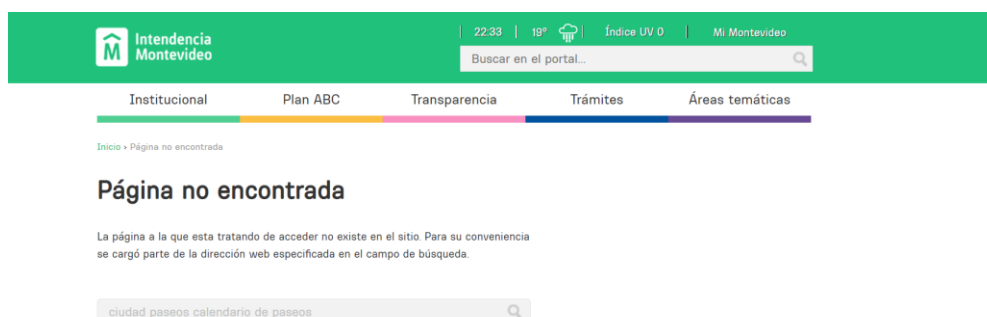 Intendencia
Montevideo
22:33 | 19° | Índice UV 0 | Mi Montevideo
Buscar en el portal...
Institucional Plan ABC Transparencia Trámites Áreas temáticas
Inicio › Página no encontrada
Página no encontrada
La página a la que esta tratando de acceder no existe en el sitio. Para su conveniencia
se cargó parte de la dirección web especificada en el campo de búsqueda.
ciudad paseos calendario de paseos